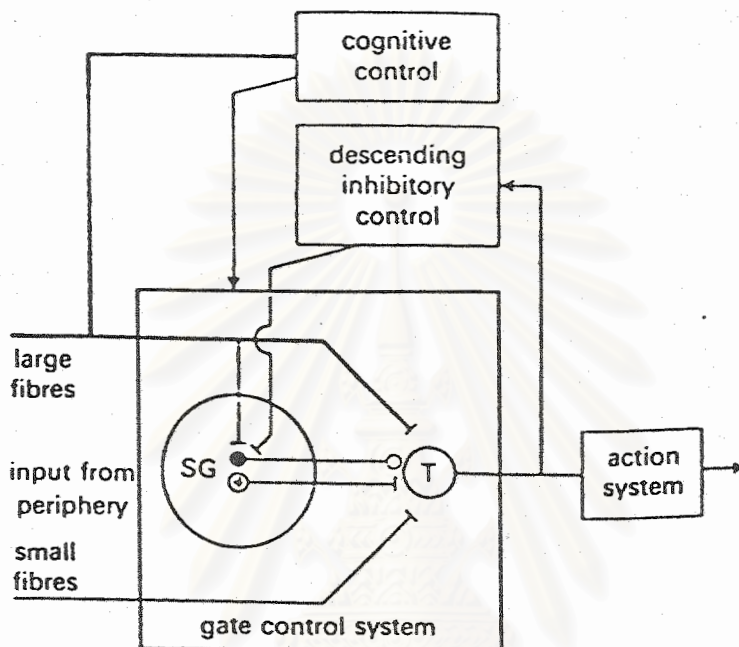 cognitive
control
descending
inhibitory
control
large
fibres
SG
T
input from
periphery
action
system
small
fibres
gate control system